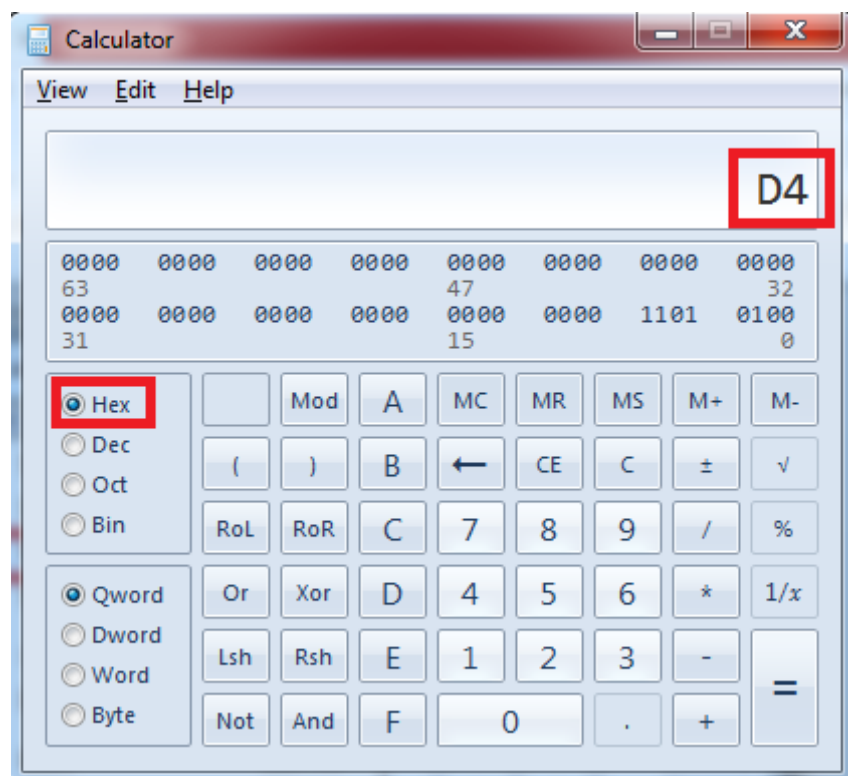 Calculator
View Edit Help
D4
0000 0000 0000 0000 0000 0000 0000 0000
63 47 32
0000 0000 0000 0000 0000 0000 1101 0100
31 15 0
Hex Mod A MC MR MS M+ M-
Dec
Oct
( ) B ← CE C ± √
Bin RoL RoR C 7 8 9 / %
Qword Or Xor D 4 5 6 * 1/x
Dword
Word
Lsh Rsh E 1 2 3 - =
Byte Not And F 0 . +